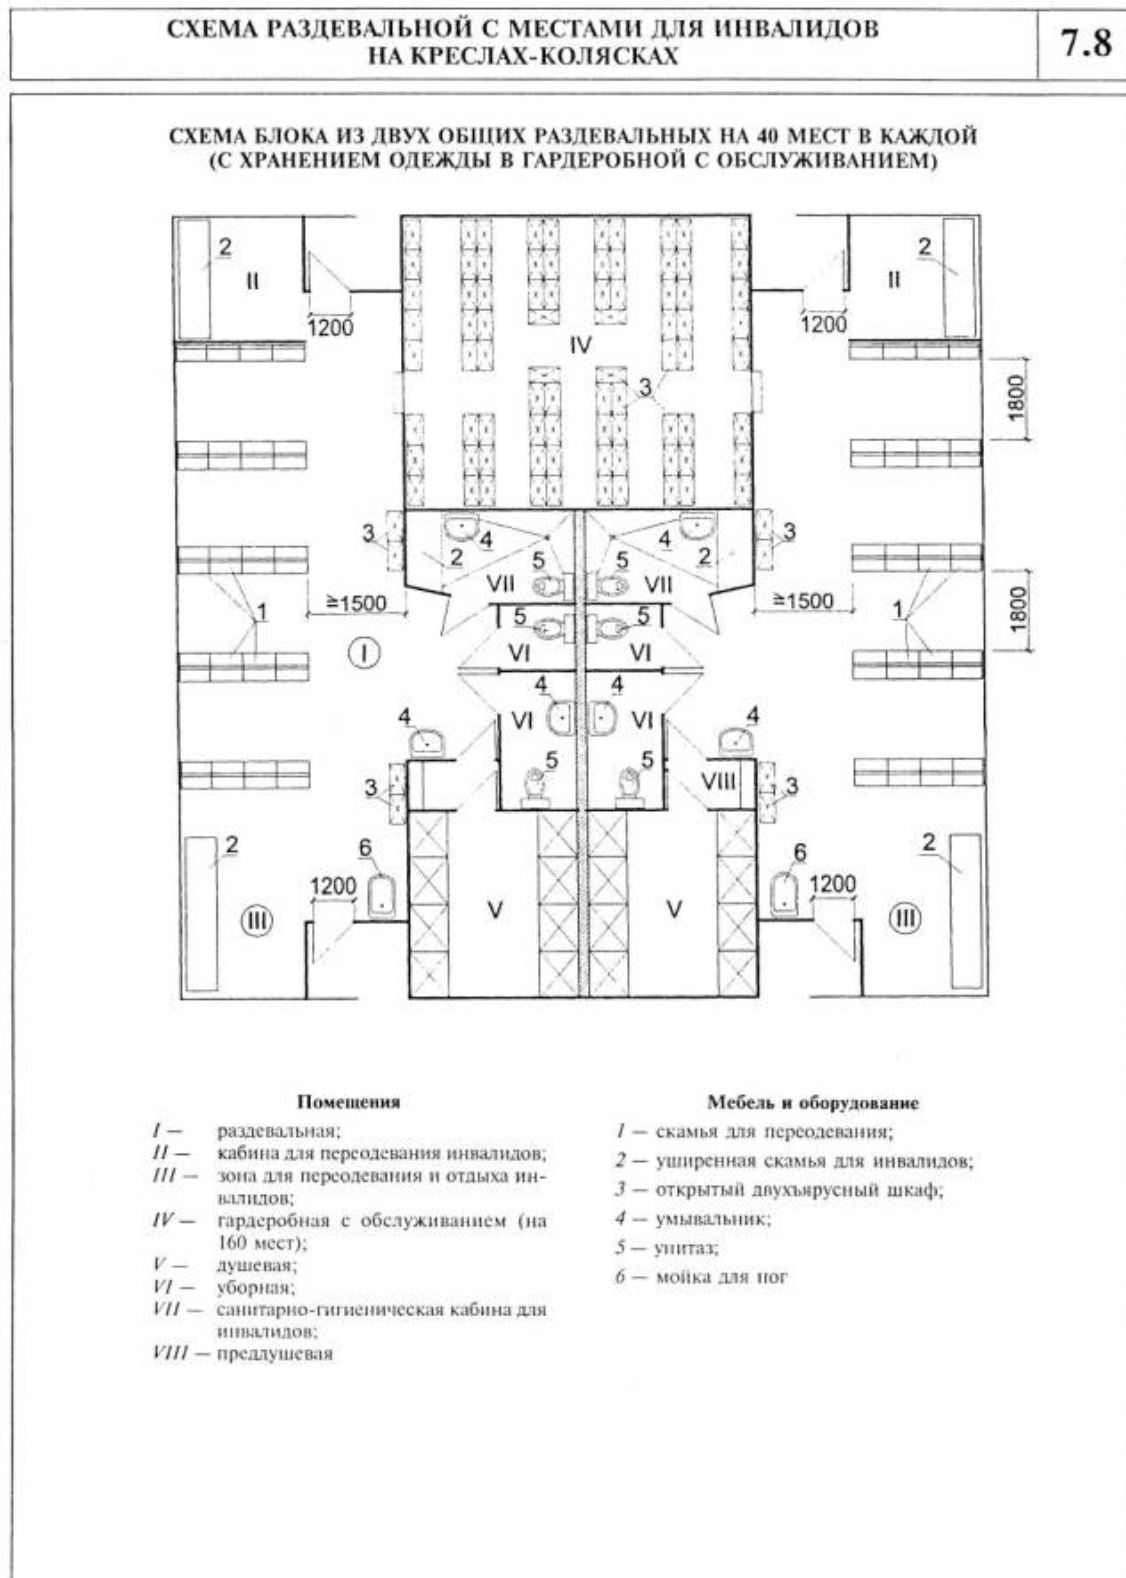 СХЕМА РАЗДЕВАЛЬНОЙ С МЕСТАМИ ДЛЯ ИНВАЛИДОВ
НА КРЕСЛАХ-КОЛЯСКАХ
7.8
СХЕМА БЛОКА ИЗ ДВУХ ОБЩИХ РАЗДЕВАЛЬНЫХ НА 40 МЕСТ В КАЖДОЙ
(С ХРАНЕНИЕМ ОДЕЖДЫ В ГАРДЕРОБНОЙ С ОБСЛУЖИВАНИЕМ)
2 II II 2
1200 1200
IV
3
1800
3 4 2 5 5 4 2 3
VII VII
≥1500 ≥1500
1 5 5 1
1800
I VI VI
4 4
4 VI VI 4
3 5 5 VIII 3
2 6 6 2
1200 1200
III V V III
Помещения
I — раздевальная;
II — кабина для переодевания инвалидов;
III — зона для переодевания и отдыха ин-
валидов;
IV — гардеробная с обслуживанием (на
160 мест);
V — душевая;
VI — уборная;
VII — санитарно-гигиеническая кабина для
инвалидов;
VIII — преддушевая
Мебель и оборудование
1 — скамья для переодевания;
2 — уширенная скамья для инвалидов;
3 — открытый двухъярусный шкаф;
4 — умывальник;
5 — унитаз;
6 — мойка для ног